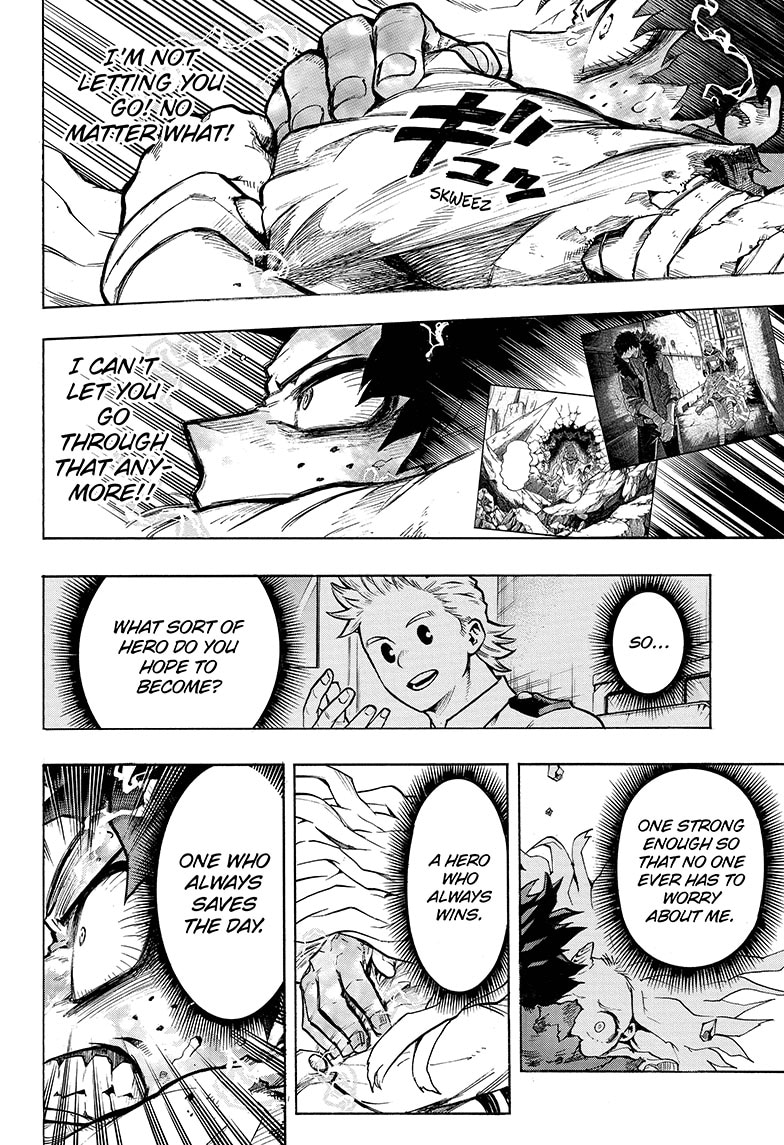 I'M NOT
LETTING YOU
GO! NO
MATTER WHAT!
ギュッ
SKWEEZ
I CAN'T
LET YOU
GO
THROUGH
THAT ANY-
MORE!!
SO...
WHAT SORT OF
HERO DO YOU
HOPE TO
BECOME?
ONE STRONG
ENOUGH SO
THAT NO ONE
EVER HAS TO
WORRY
ABOUT ME.
A HERO
WHO
ALWAYS
WINS.
ONE WHO
ALWAYS
SAVES
THE DAY.